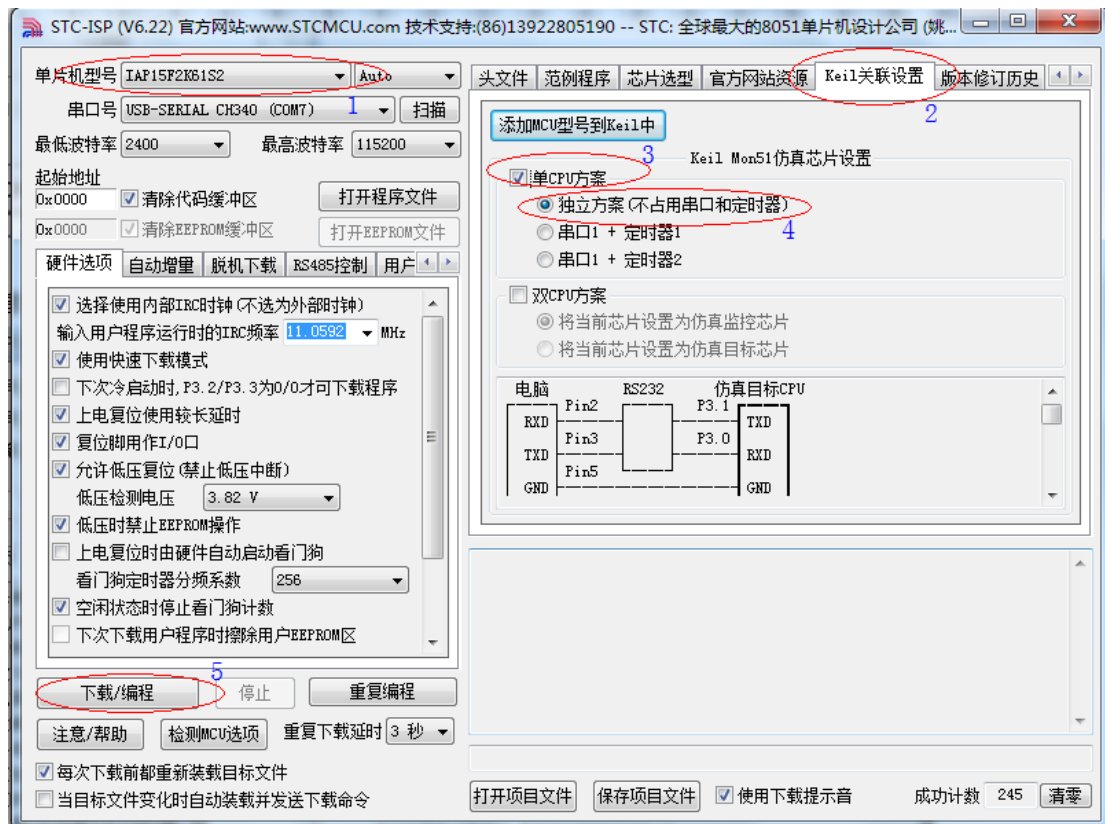 STC-ISP (V6.22) 官方网站:www.STCMCU.com 技术支持:(86)13922805190 -- STC: 全球最大的8051单片机设计公司 (姚...
单片机型号 IAP15F2K61S2 Auto
1
串口号 USB-SERIAL CH340 (COM7) 扫描
最低波特率 2400 最高波特率 115200
起始地址
0x0000 清除代码缓冲区 打开程序文件
0x0000 清除EEPROM缓冲区 打开EEPROM文件
硬件选项 自动增量 脱机下载 RS485控制 用户
选择使用内部IRC时钟(不选为外部时钟)
输入用户程序运行时的IRC频率 11.0592 MHz
使用快速下载模式
下次冷启动时,P3.2/P3.3为0/0才可下载程序
上电复位使用较长延时
复位脚用作I/O口
允许低压复位(禁止低压中断)
低压检测电压 3.82 V
低压时禁止EEPROM操作
上电复位时由硬件自动启动看门狗
看门狗定时器分频系数 256
空闲状态时停止看门狗计数
下次下载用户程序时擦除用户EEPROM区
5
下载/编程 停止 重复编程
注意/帮助 检测MCU选项 重复下载延时 3 秒
每次下载前都重新装载目标文件
当目标文件变化时自动装载并发送下载命令
头文件 范例程序 芯片选型 官方网站资源 Keil关联设置 版本修订历史
2
添加MCU型号到Keil中
3
Keil Mon51仿真芯片设置
单CPU方案
独立方案(不占用串口和定时器)
4
串口1 + 定时器1
串口1 + 定时器2
双CPU方案
将当前芯片设置为仿真监控芯片
将当前芯片设置为仿真目标芯片
电脑 RS232 仿真目标CPU
Pin2 P3.1
RXD TXD
Pin3 P3.0
TXD RXD
Pin5
GND GND
打开项目文件 保存项目文件 使用下载提示音 成功计数 245 清零